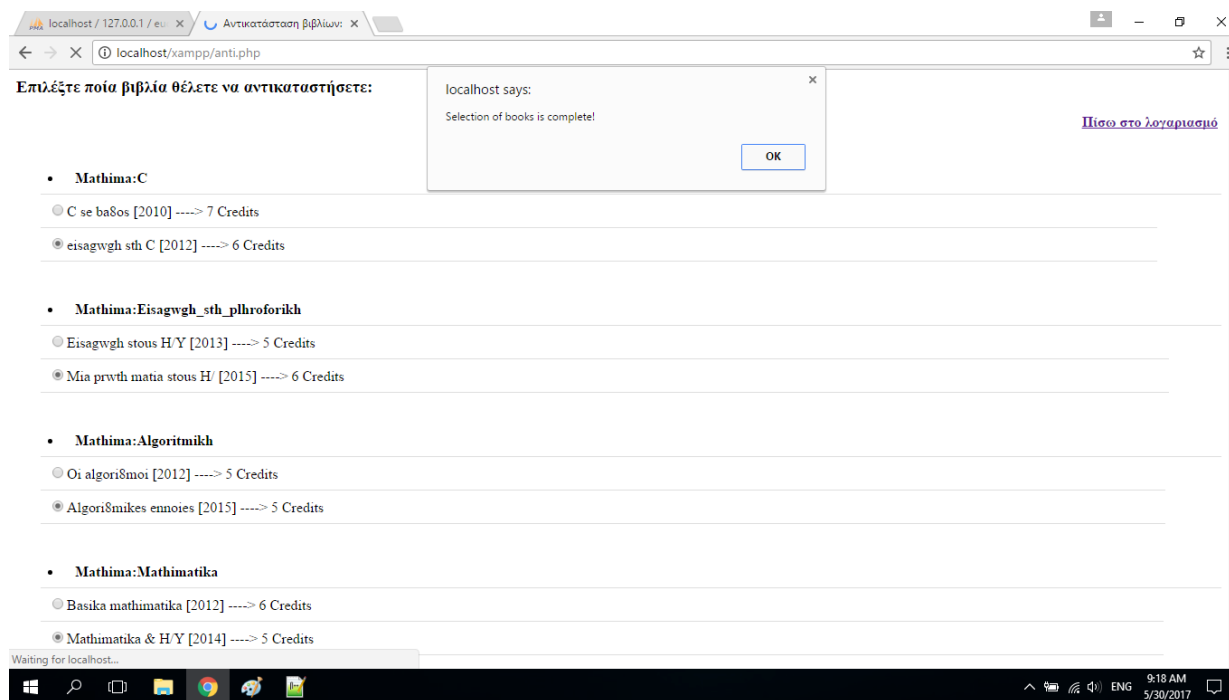 localhost / 127.0.0.1 / eu
Αντικατάσταση βιβλίων:
localhost/xampp/anti.php
Επιλέξτε ποία βιβλία θέλετε να αντικαταστήσετε:
localhost says:
Selection of books is complete!
OK
Πίσω στο λογαριασμό
• Mathima:C
C se ba8os [2010] ----> 7 Credits
eisagwgh sth C [2012] ----> 6 Credits
• Mathima:Eisagwgh_sth_plhroforikh
Eisagwgh stous H/Y [2013] ----> 5 Credits
Mia prwth matia stous H/ [2015] ----> 6 Credits
• Mathima:Algoritmikh
Oi algori8moi [2012] ----> 5 Credits
Algori8mikes ennoies [2015] ----> 5 Credits
• Mathima:Mathimatika
Basika mathimatika [2012] ----> 6 Credits
Mathimatika & H/Y [2014] ----> 5 Credits
Waiting for localhost...
ENG
9:18 AM
5/30/2017